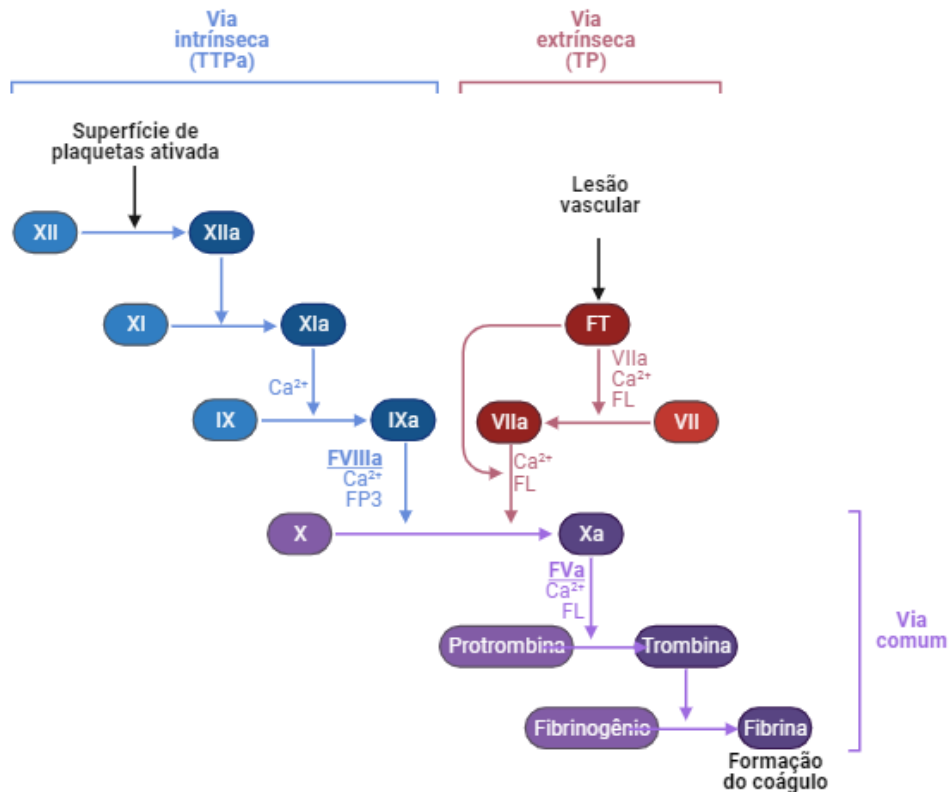 Via
intrínseca
(TTPa)
Via
extrínseca
(TP)
Superfície de
plaquetas ativada
Lesão
vascular
XII
XIIa
XI
XIa
FT
Ca²⁺
VIIa
Ca²⁺
FL
IX
IXa
VIIa
VII
FVIIIa
Ca²⁺
FP3
Ca²⁺
FL
X
Xa
FVa
Ca²⁺
FL
Via
comum
Protrombina
Trombina
Fibrinogênio
Fibrina
Formação
do coágulo